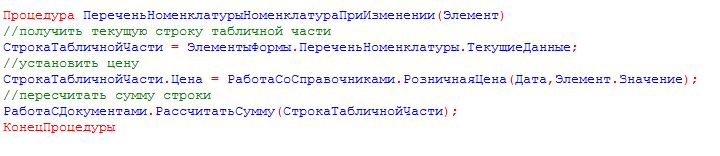 Процедура ПереченьНоменклатурыНоменклатураПриИзменении(Элемент)
//получить текущую строку табличной части
СтрокаТабличнойЧасти = ЭлементыФормы.ПереченьНоменклатуры.ТекущиеДанные;
//установить цену
СтрокаТабличнойЧасти.Цена = РаботаСоСправочниками.РозничнаяЦена(Дата,Элемент.Значение);
//пересчитать сумму строки
РаботаСДокументами.РассчитатьСумму(СтрокаТабличнойЧасти);
КонецПроцедуры